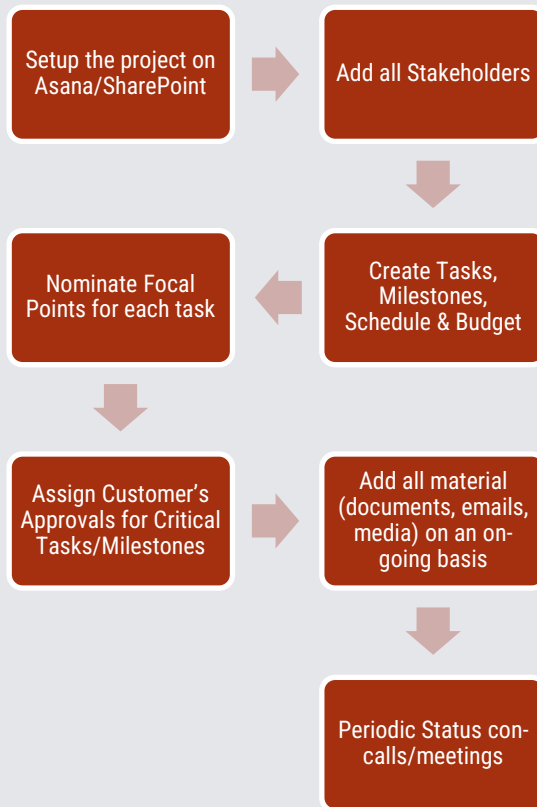 Setup the project on
Asana/SharePoint
Add all Stakeholders
Create Tasks,
Milestones,
Schedule & Budget
Nominate Focal
Points for each task
Assign Customer’s
Approvals for Critical
Tasks/Milestones
Add all material
(documents, emails,
media) on an on-
going basis
Periodic Status con-
calls/meetings